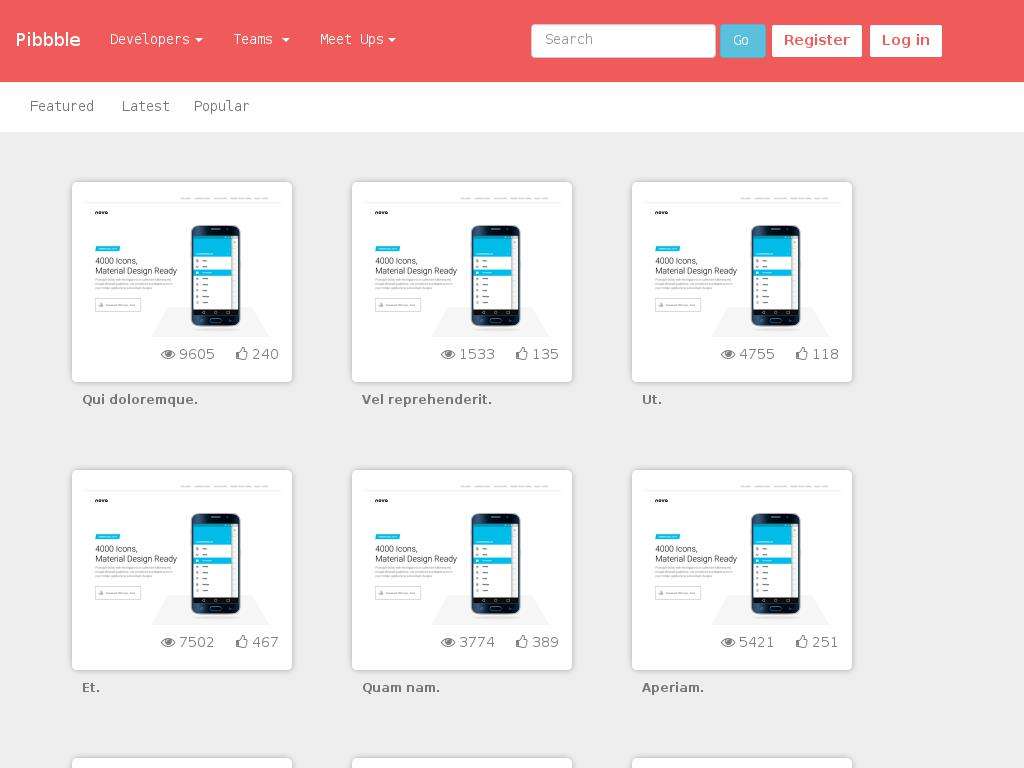 Pibbble
Developers
Teams
Meet Ups
Search
Go
Register
Log in
Featured
Latest
Popular
novo
4000 Icons,
Material Design Ready
9605
240
Qui doloremque.
novo
4000 Icons,
Material Design Ready
1533
135
Vel reprehenderit.
novo
4000 Icons,
Material Design Ready
4755
118
Ut.
novo
4000 Icons,
Material Design Ready
7502
467
Et.
novo
4000 Icons,
Material Design Ready
3774
389
Quam nam.
novo
4000 Icons,
Material Design Ready
5421
251
Aperiam.